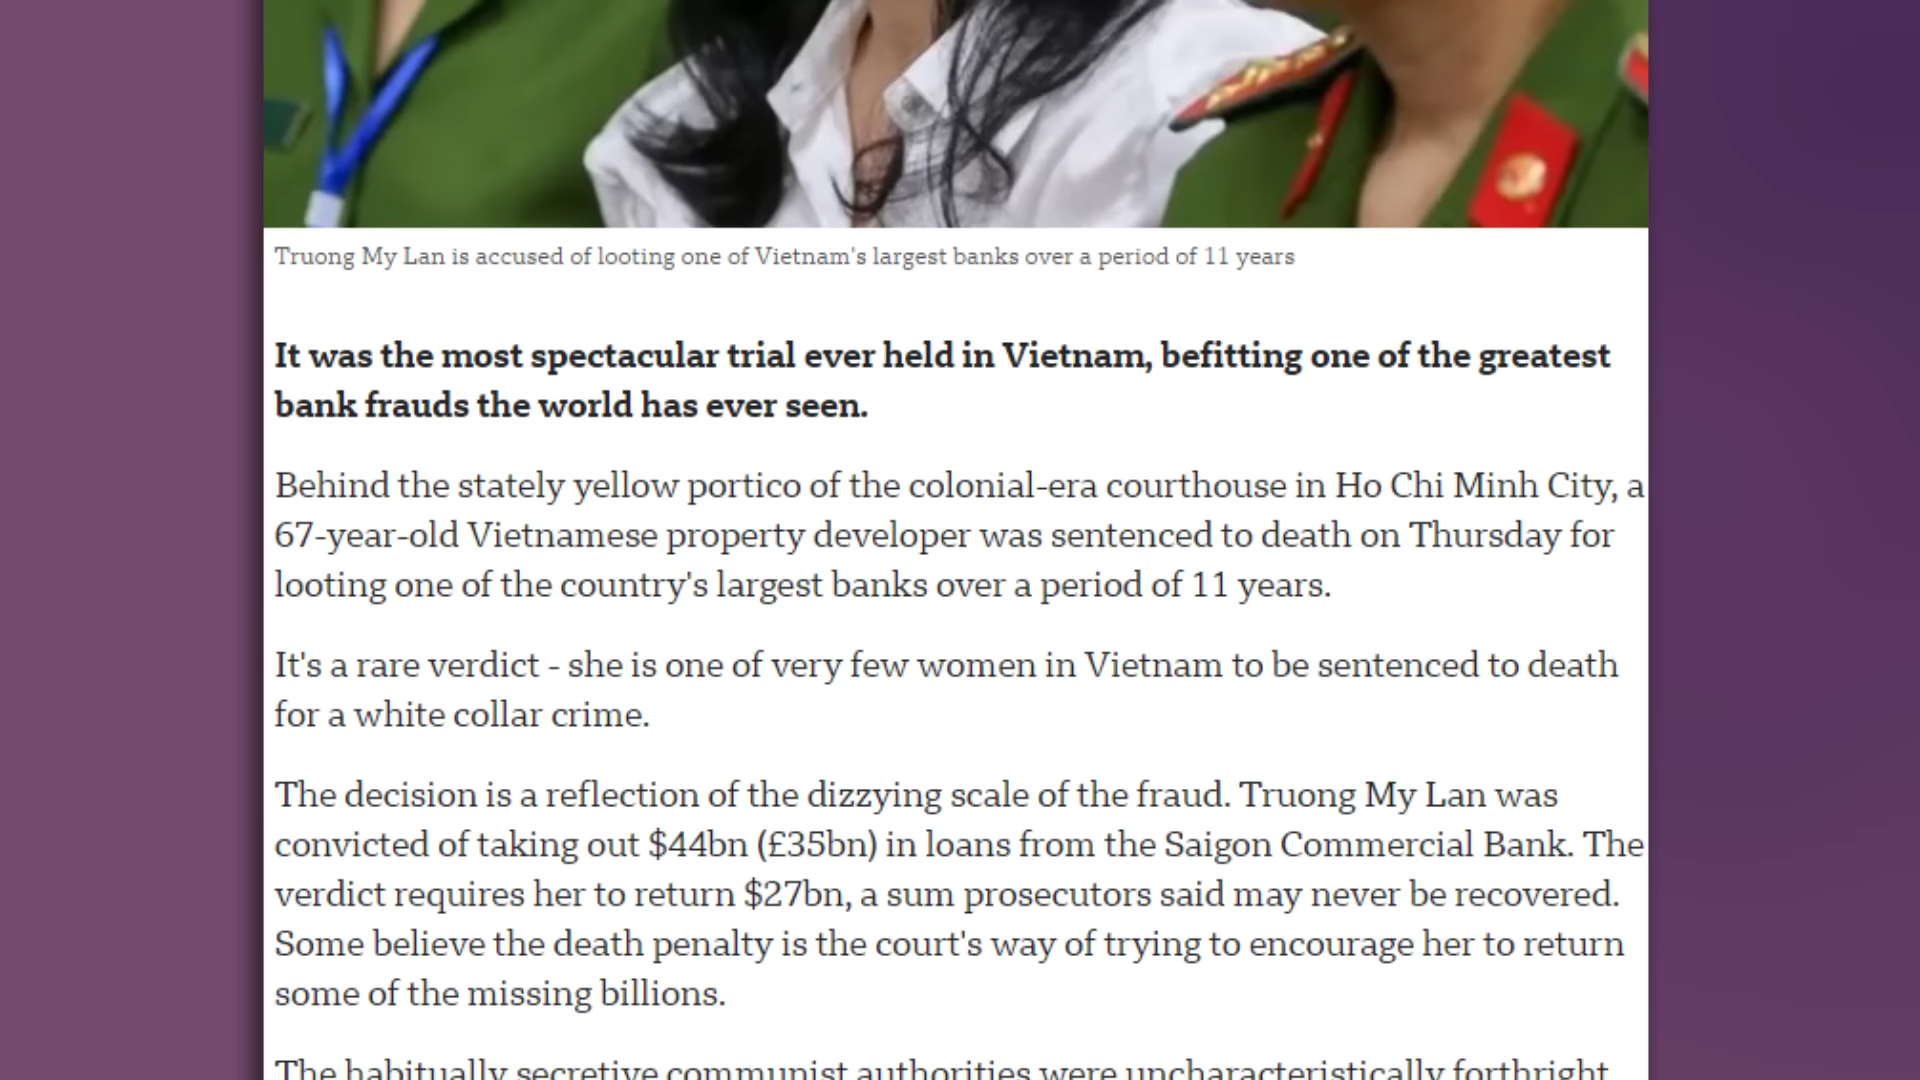 Truong My Lan is accused of looting one of Vietnam's largest banks over a period of 11 years
It was the most spectacular trial ever held in Vietnam, befitting one of the greatest
bank frauds the world has ever seen.
Behind the stately yellow portico of the colonial-era courthouse in Ho Chi Minh City, a
67-year-old Vietnamese property developer was sentenced to death on Thursday for
looting one of the country's largest banks over a period of 11 years.
It's a rare verdict - she is one of very few women in Vietnam to be sentenced to death
for a white collar crime.
The decision is a reflection of the dizzying scale of the fraud. Truong My Lan was
convicted of taking out $44bn (£35bn) in loans from the Saigon Commercial Bank. The
verdict requires her to return $27bn, a sum prosecutors said may never be recovered.
Some believe the death penalty is the court's way of trying to encourage her to return
some of the missing billions.
The habitually secretive communist authorities were uncharacteristically forthright